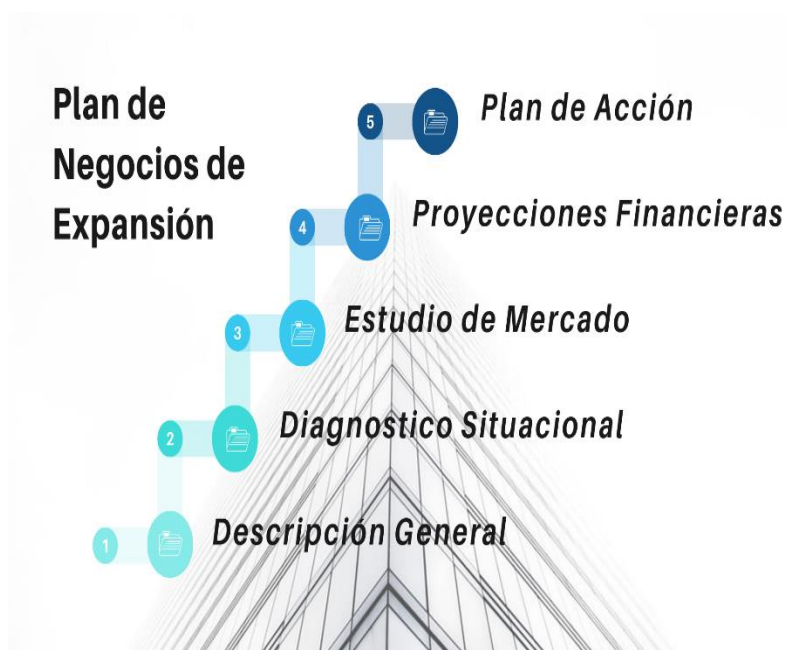 Plan de
Negocios de
Expansión
5
Plan de Acción
4
Proyecciones Financieras
3
Estudio de Mercado
2
Diagnostico Situacional
1
Descripción General